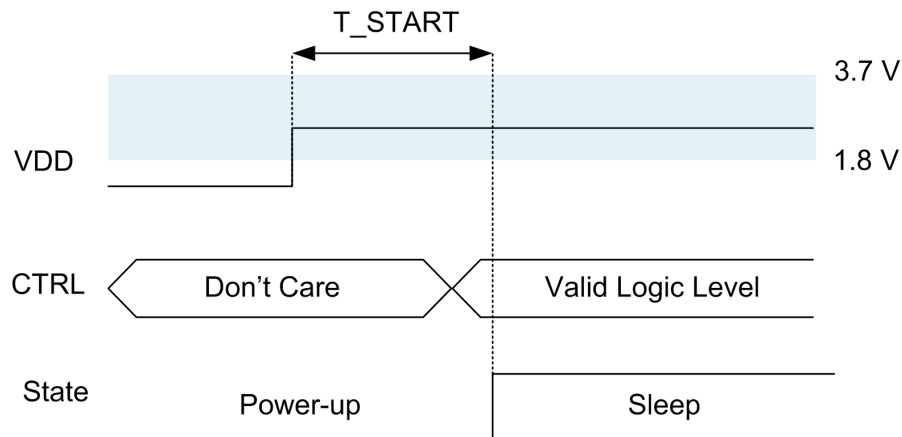 T_START
3.7 V
VDD
1.8 V
CTRL
Don't Care
Valid Logic Level
State
Power-up
Sleep